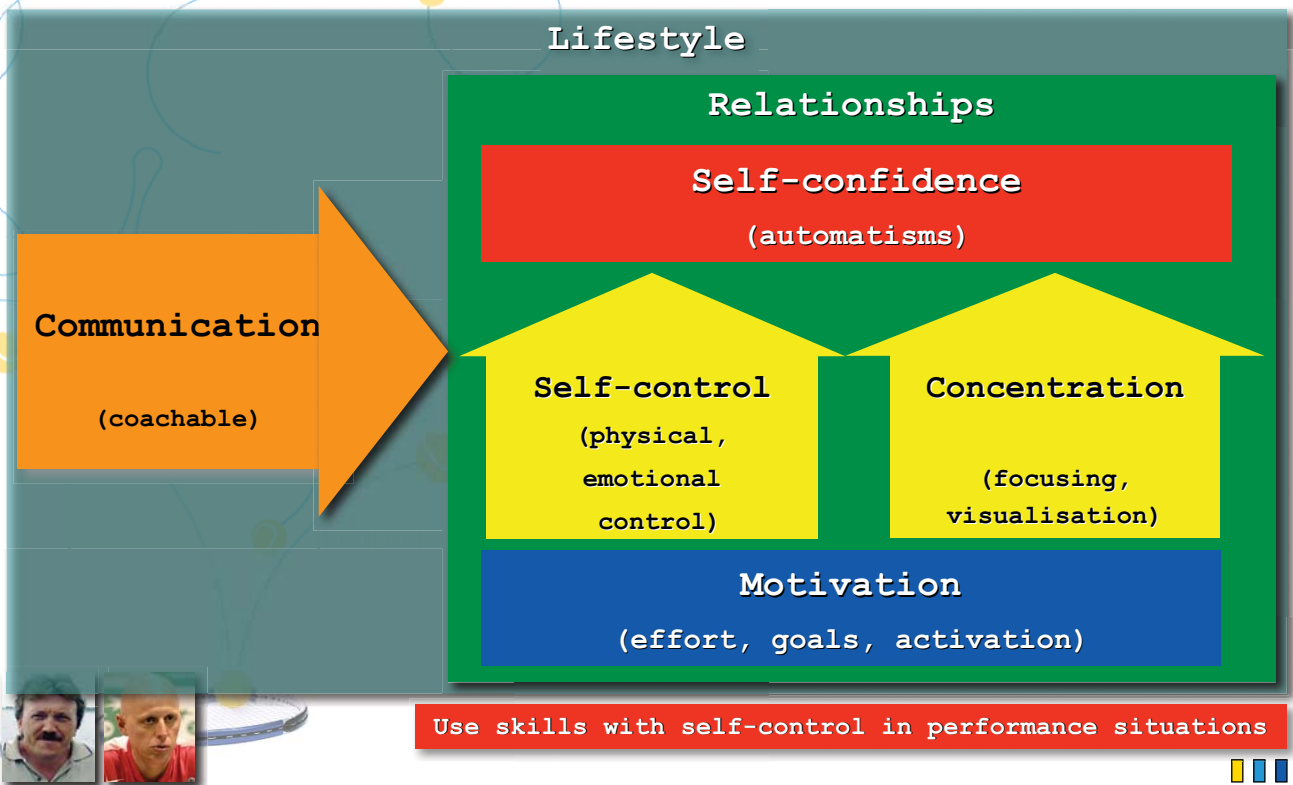 Lifestyle
Relationships
Self-confidence
(automatisms)
Communication
(coachable)
Self-control
(physical,
emotional
control)
Concentration
(focusing,
visualisation)
Motivation
(effort, goals, activation)
Use skills with self-control in performance situations